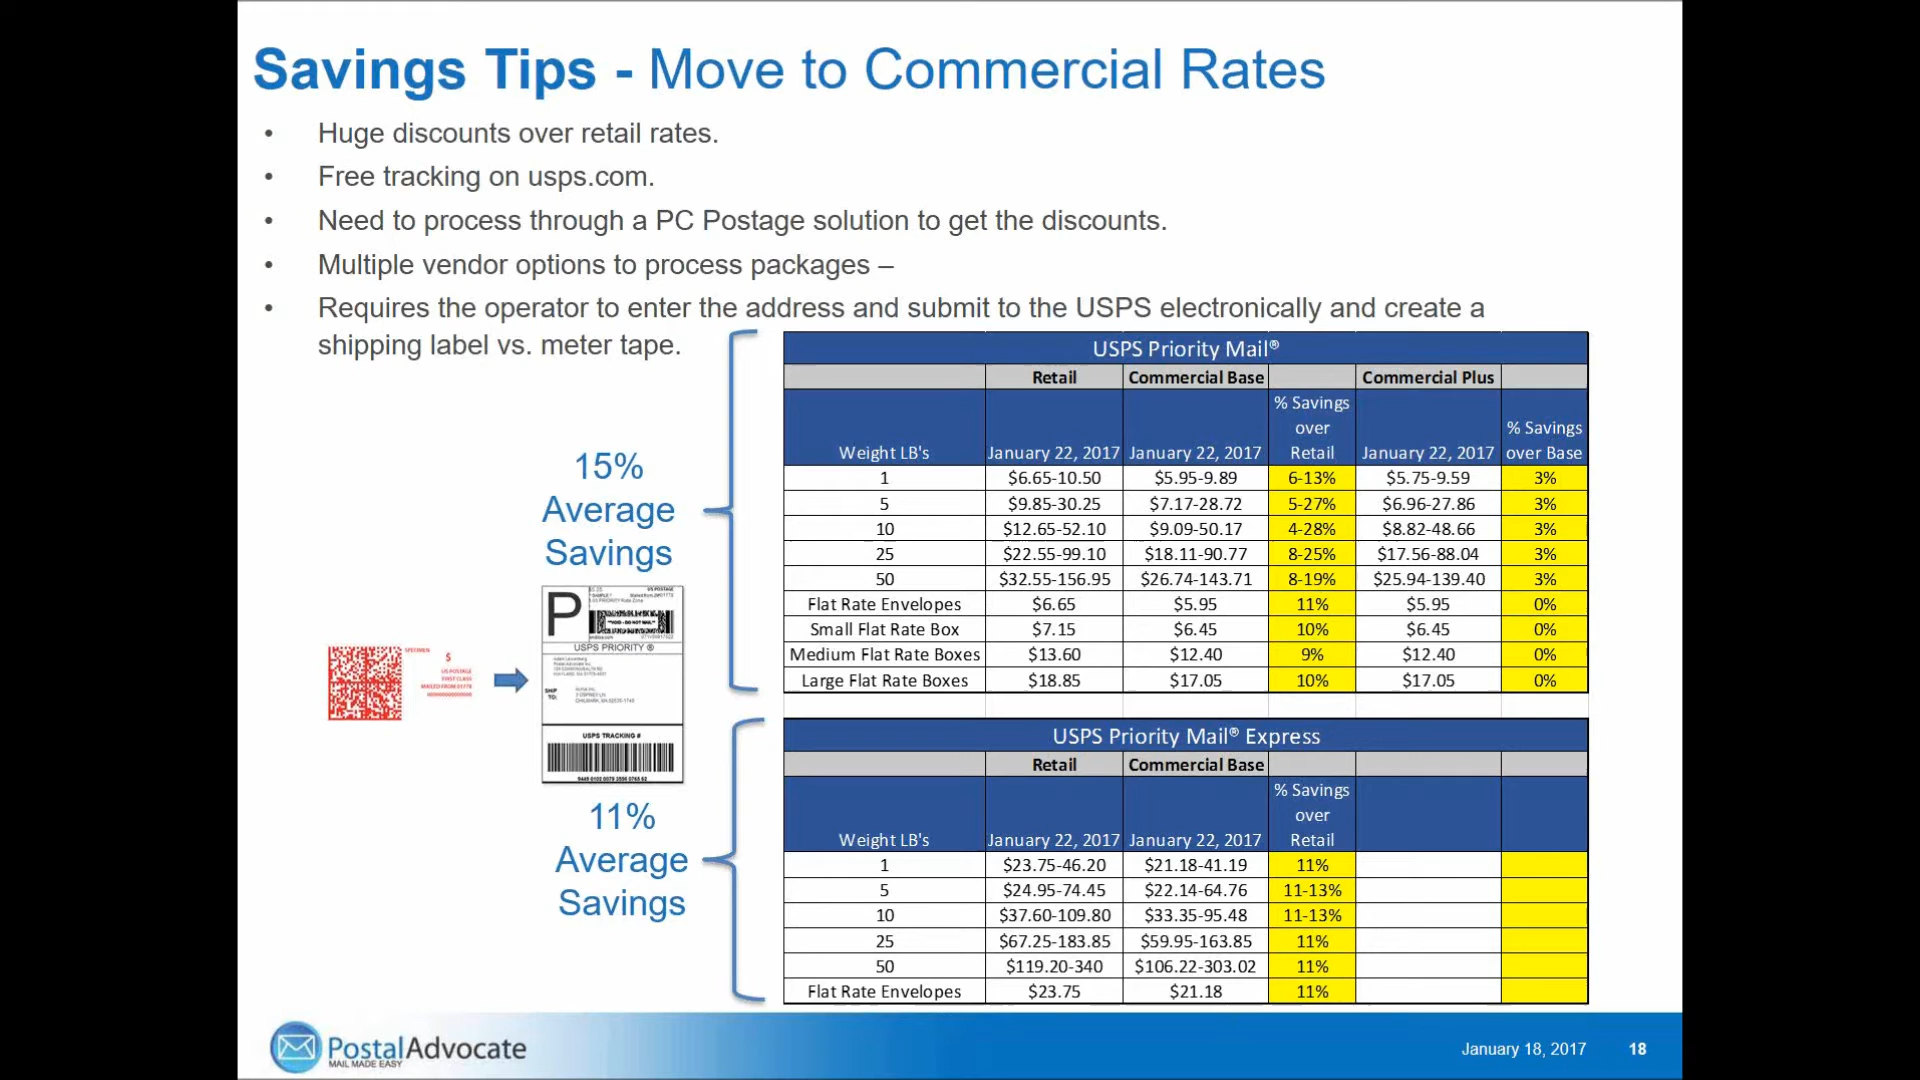 Savings Tips - Move to Commercial Rates
• Huge discounts over retail rates.
• Free tracking on usps.com.
• Need to process through a PC Postage solution to get the discounts.
• Multiple vendor options to process packages –
• Requires the operator to enter the address and submit to the USPS electronically and create a
shipping label vs. meter tape.
15%
Average
Savings
USPS Priority Mail®
Retail Commercial Base Commercial Plus
Weight LB's January 22, 2017 January 22, 2017 % Savings over Retail January 22, 2017 % Savings over Base
1 $6.65-10.50 $5.95-9.89 6-13% $5.75-9.59 3%
5 $9.85-30.25 $7.17-28.72 5-27% $6.96-27.86 3%
10 $12.65-52.10 $9.09-50.17 4-28% $8.82-48.66 3%
25 $22.55-99.10 $18.11-90.77 8-25% $17.56-88.04 3%
50 $32.55-156.95 $26.74-143.71 8-19% $25.94-139.40 3%
Flat Rate Envelopes $6.65 $5.95 11% $5.95 0%
Small Flat Rate Box $7.15 $6.45 10% $6.45 0%
Medium Flat Rate Boxes $13.60 $12.40 9% $12.40 0%
Large Flat Rate Boxes $18.85 $17.05 10% $17.05 0%
SPECIMEN
$
US POSTAGE
FIRST CLASS
P
US POSTAGE
USPS PRIORITY ®
SHIP
TO:
USPS TRACKING #
11%
Average
Savings
USPS Priority Mail® Express
Retail Commercial Base
Weight LB's January 22, 2017 January 22, 2017 % Savings over Retail
1 $23.75-46.20 $21.18-41.19 11%
5 $24.95-74.45 $22.14-64.76 11-13%
10 $37.60-109.80 $33.35-95.48 11-13%
25 $67.25-183.85 $59.95-163.85 11%
50 $119.20-340 $106.22-303.02 11%
Flat Rate Envelopes $23.75 $21.18 11%
PostalAdvocate
MAIL MADE EASY
January 18, 2017 18